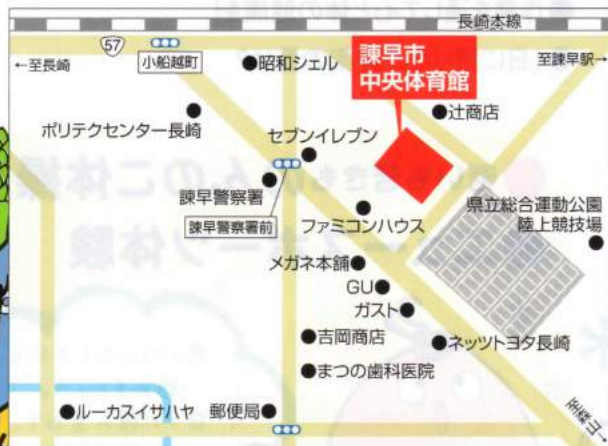 長崎本線
57
小船越町
←至長崎
昭和シェル
諫早市
中央体育館
至諫早駅→
ポリテクセンター長崎
辻商店
セブンイレブン
諫早警察署
諫早警察署前
ファミコンハウス
県立総合運動公園
陸上競技場
メガネ本舗
GU
ガスト
吉岡商店
ネッツトヨタ長崎
まつの歯科医院
至森山→
ルーカスイサハヤ
郵便局